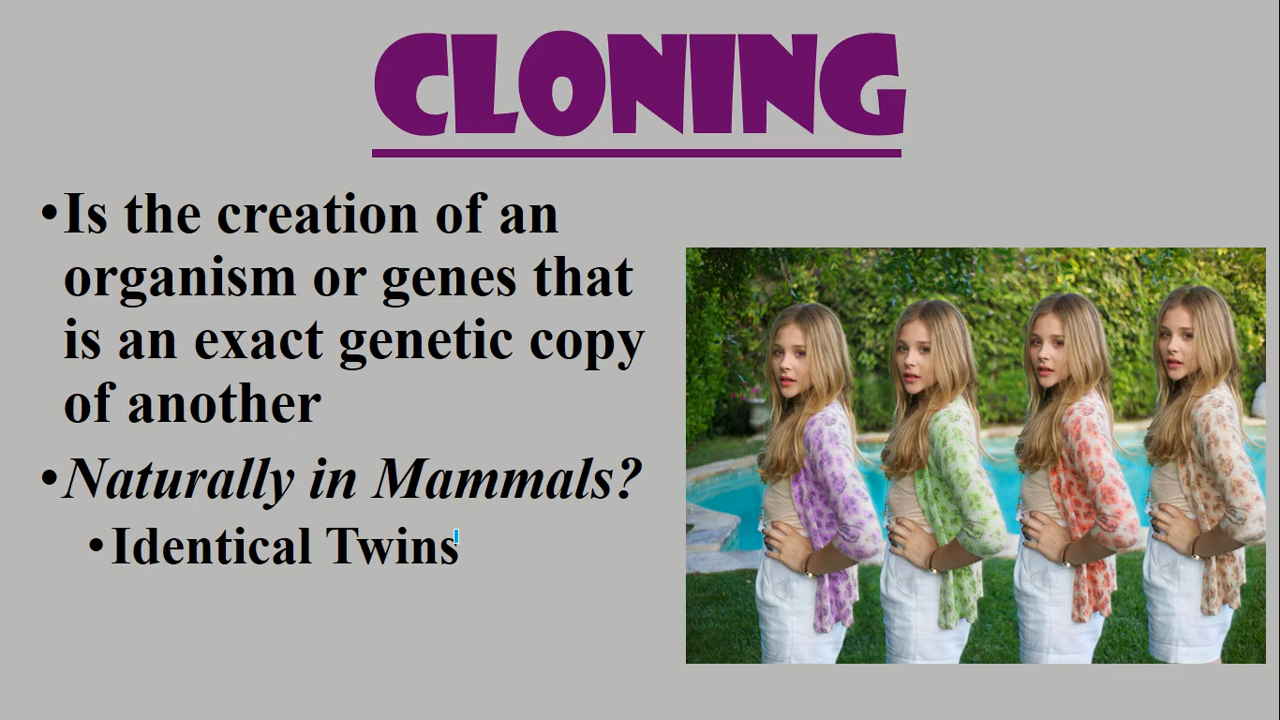 CLONING
•Is the creation of an
organism or genes that
is an exact genetic copy
of another
•Naturally in Mammals?
•Identical Twins